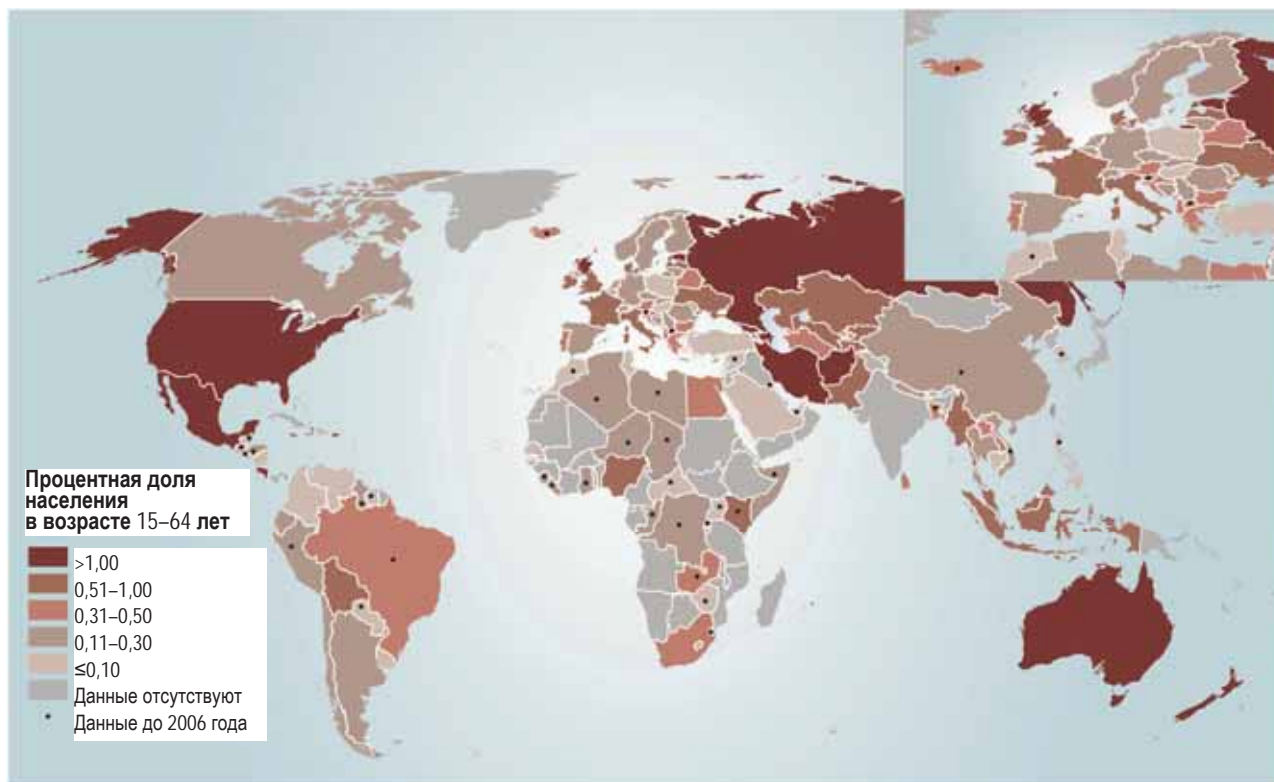 Процентная доля
населения
в возрасте 15–64 лет
>1,00
0,51–1,00
0,31–0,50
0,11–0,30
≤0,10
Данные отсутствуют
Данные до 2006 года